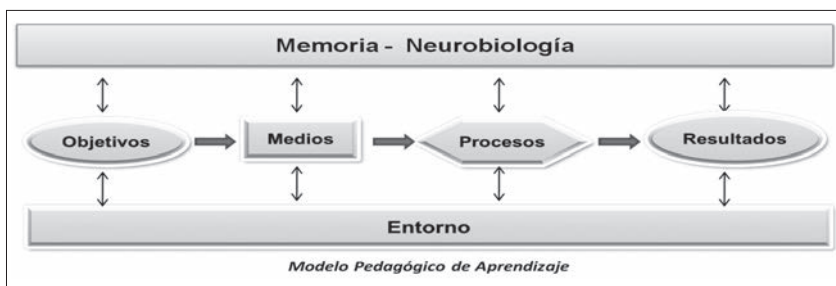 Memoria - Neurobiología
Objetivos
Medios
Procesos
Resultados
Entorno
Modelo Pedagógico de Aprendizaje